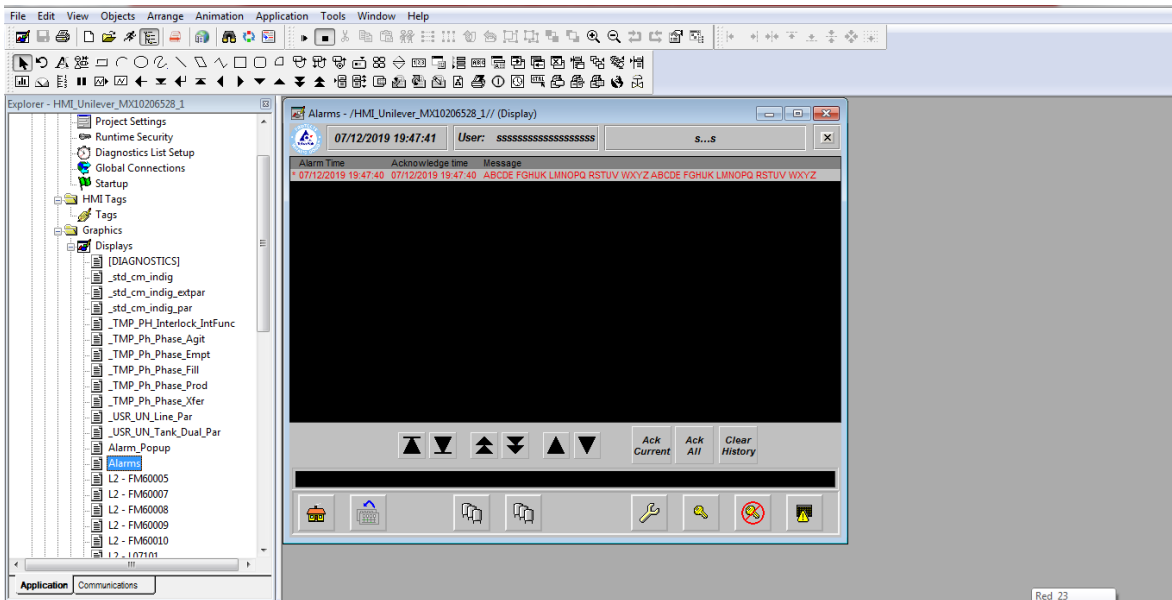 File Edit View Objects Arrange Animation Application Tools Window Help
Explorer - HMI_Unilever_MX10206528_1
Project Settings
Runtime Security
Diagnostics List Setup
Global Connections
Startup
HMI Tags
Tags
Graphics
Displays
[DIAGNOSTICS]
_std_cm_indig
_std_cm_indig_extpar
_std_cm_indig_par
_TMP_PH_Interlock_IntFunc
_TMP_Ph_Phase_Agit
_TMP_Ph_Phase_Empt
_TMP_Ph_Phase_Fill
_TMP_Ph_Phase_Prod
_TMP_Ph_Phase_Xfer
_USR_UN_Line_Par
_USR_UN_Tank_Dual_Par
Alarm_Popup
Alarms
L2 - FM60005
L2 - FM60007
L2 - FM60008
L2 - FM60009
L2 - FM60010
L2 - L07101
Application Communications
Alarms - /HMI_Unilever_MX10206528_1// (Display)
07/12/2019 19:47:41 User: sssssssssssssssssss s...s
Alarm Time Acknowledge time Message
* 07/12/2019 19:47:40 07/12/2019 19:47:40 ABCDE FGHIJK LMNOPQ RSTUV WXYZ ABCDE FGHIJK LMNOPQ RSTUV WXYZ
Ack Current
Ack All
Clear History
Red 23